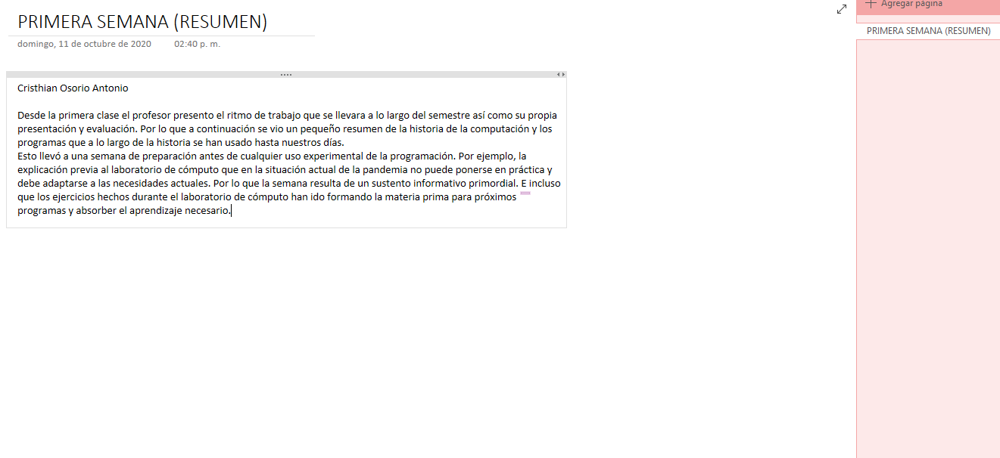 PRIMERA SEMANA (RESUMEN)
domingo, 11 de octubre de 2020 02:40 p. m.
Cristhian Osorio Antonio
Desde la primera clase el profesor presento el ritmo de trabajo que se llevara a lo largo del semestre así como su propia
presentación y evaluación. Por lo que a continuación se vio un pequeño resumen de la historia de la computación y los
programas que a lo largo de la historia se han usado hasta nuestros días.
Esto llevó a una semana de preparación antes de cualquier uso experimental de la programación. Por ejemplo, la
explicación previa al laboratorio de cómputo que en la situación actual de la pandemia no puede ponerse en práctica y
debe adaptarse a las necesidades actuales. Por lo que la semana resulta de un sustento informativo primordial. E incluso
que los ejercicios hechos durante el laboratorio de cómputo han ido formando la materia prima para próximos
programas y absorber el aprendizaje necesario.
Agregar página
PRIMERA SEMANA (RESUMEN)